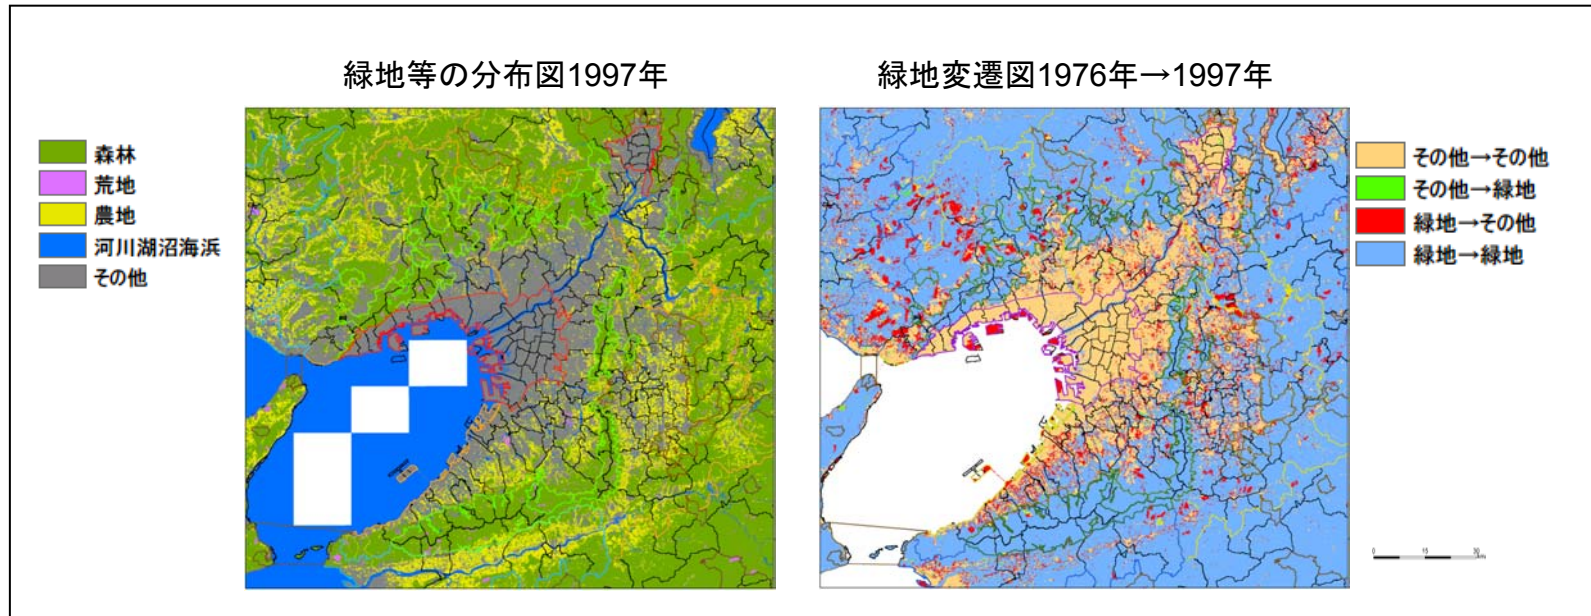 緑地等の分布図1997年
緑地変遷図1976年→1997年
森林
荒地
農地
河川湖沼海浜
その他
その他→その他
その他→緑地
緑地→その他
緑地→緑地
0 15 30